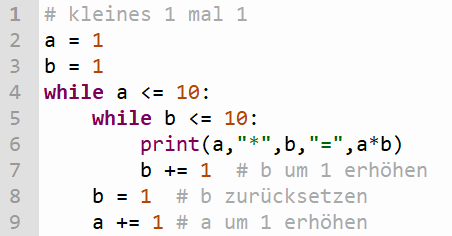 1 # kleines 1 mal 1
2 a = 1
3 b = 1
4 while a <= 10:
5     while b <= 10:
6         print(a,"*",b,"=",a*b)
7         b += 1  # b um 1 erhöhen
8     b = 1  # b zurücksetzen
9     a += 1 # a um 1 erhöhen